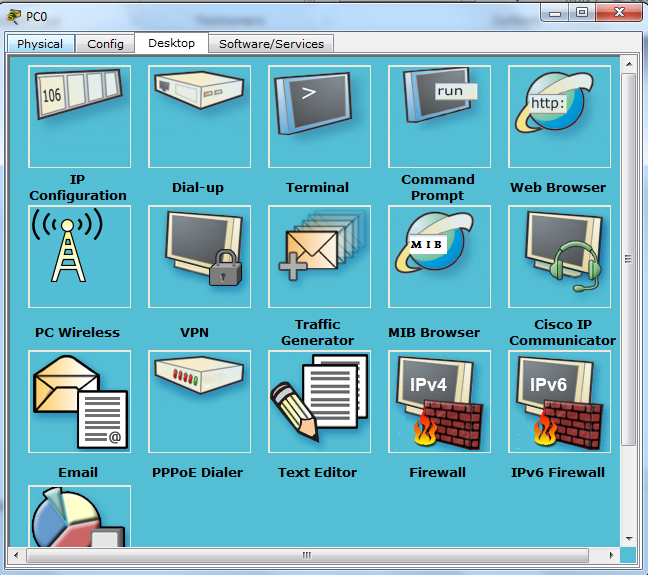 PC0
Physical
Config
Desktop
Software/Services
106
>
run
http:
IP
Configuration
Dial-up
Terminal
Command
Prompt
Web Browser
MIB
PC Wireless
VPN
Traffic
Generator
MIB Browser
Cisco IP
Communicator
@
IPv4
IPv6
Email
PPPoE Dialer
Text Editor
Firewall
IPv6 Firewall